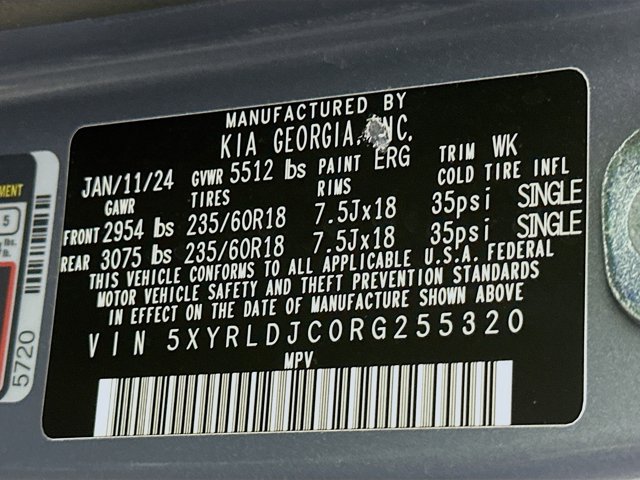 MANUFACTURED BY
KIA GEORGIA, INC.
JAN/11/24 GVWR 5512 lbs PAINT ERG TRIM WK
GAWR TIRES RIMS COLD TIRE INFL
FRONT 2954 lbs 235/60R18 7.5Jx18 35psi SINGLE
REAR 3075 lbs 235/60R18 7.5Jx18 35psi SINGLE
THIS VEHICLE CONFORMS TO ALL APPLICABLE U.S.A. FEDERAL
MOTOR VEHICLE SAFETY AND THEFT PREVENTION STANDARDS
IN EFFECT ON THE DATE OF MANUFACTURE SHOWN ABOVE
VIN 5XYRLDJC0RG255320
MPV
5
5720